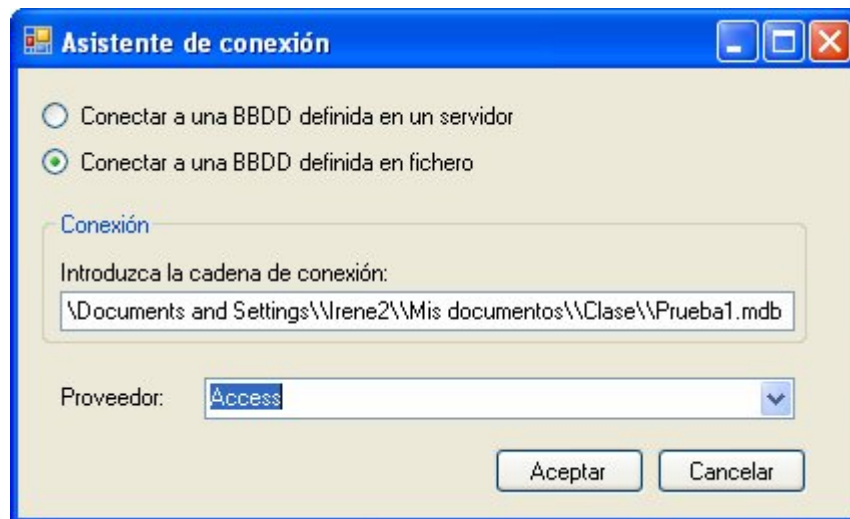 Asistente de conexión
Conectar a una BBDD definida en un servidor
Conectar a una BBDD definida en fichero
Conexión
Introduzca la cadena de conexión:
\Documents and Settings\\Irene2\\Mis documentos\\Clase\\Prueba1.mdb
Proveedor: Access
Aceptar Cancelar